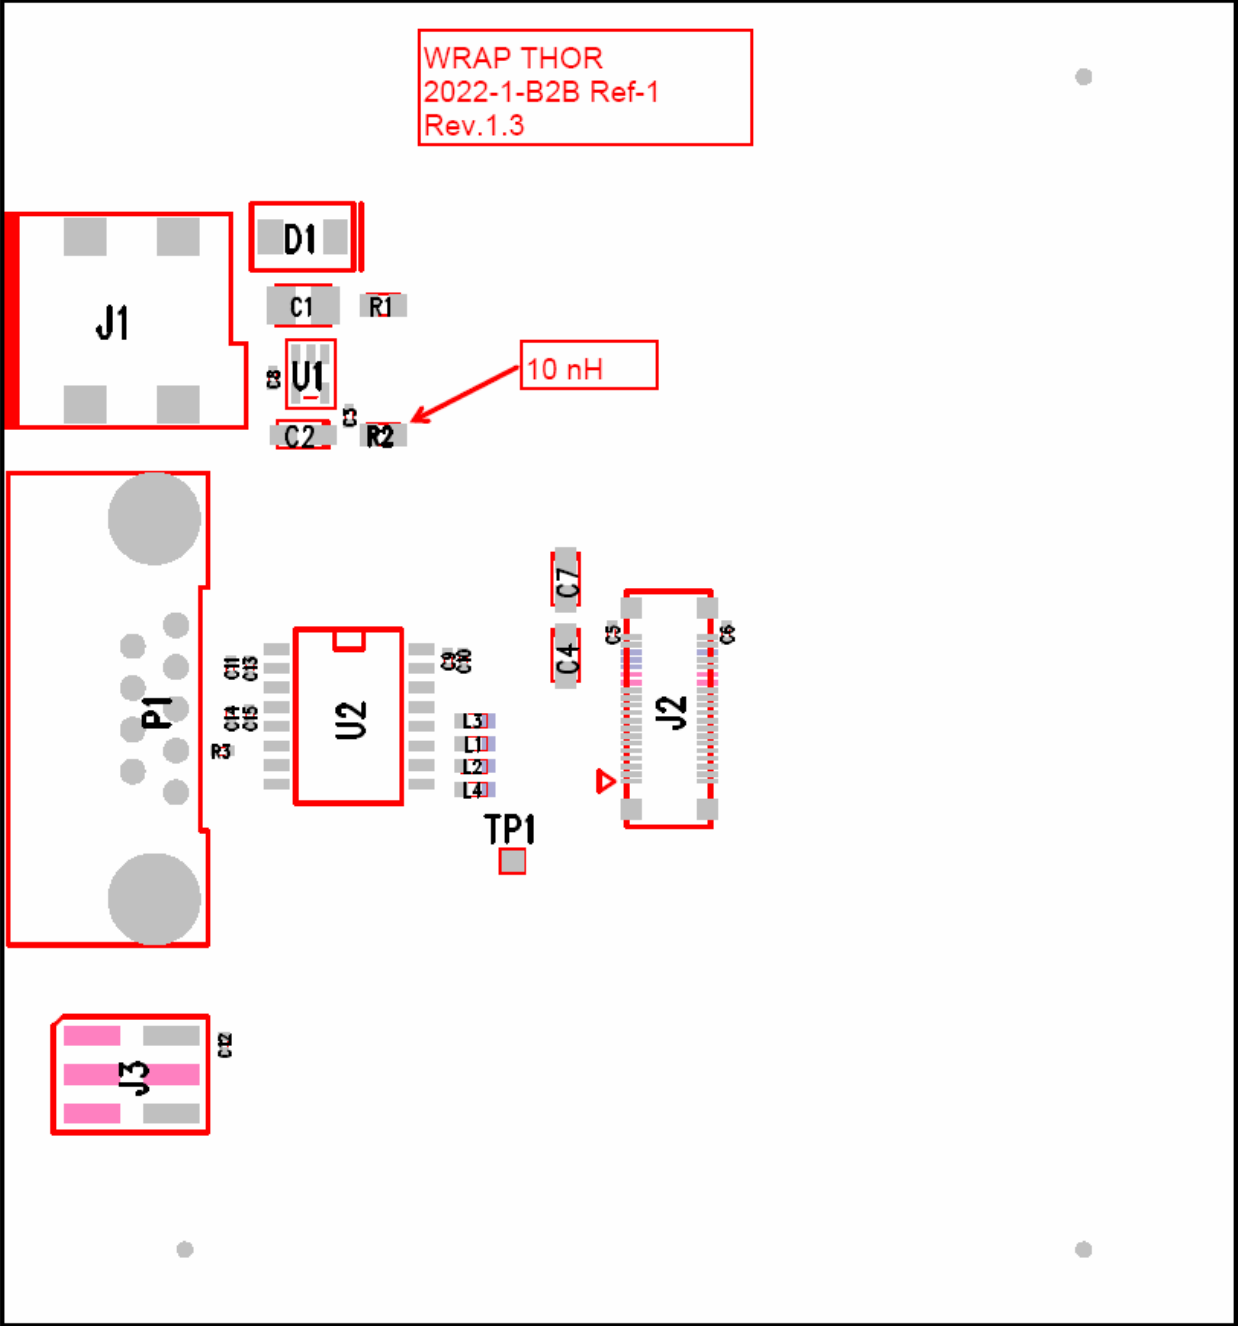 WRAP THOR
2022-1-B2B Ref-1
Rev.1.3
D1
J1
C1
R1
C8
U1
10 nH
C3
C2
R2
C7
C5
C6
C11
C13
C9
C10
C4
P1
C14
C15
U2
L3
J2
R3
L1
L2
L4
TP1
C12
J3